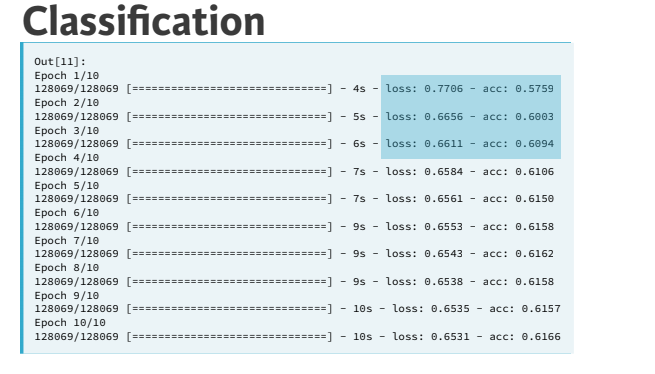 Classification
Out[11]:
Epoch 1/10
128069/128069 [==============================] - 4s - loss: 0.7706 - acc: 0.5759
Epoch 2/10
128069/128069 [==============================] - 5s - loss: 0.6656 - acc: 0.6003
Epoch 3/10
128069/128069 [==============================] - 6s - loss: 0.6611 - acc: 0.6094
Epoch 4/10
128069/128069 [==============================] - 7s - loss: 0.6584 - acc: 0.6106
Epoch 5/10
128069/128069 [==============================] - 7s - loss: 0.6561 - acc: 0.6150
Epoch 6/10
128069/128069 [==============================] - 9s - loss: 0.6553 - acc: 0.6158
Epoch 7/10
128069/128069 [==============================] - 9s - loss: 0.6543 - acc: 0.6162
Epoch 8/10
128069/128069 [==============================] - 9s - loss: 0.6538 - acc: 0.6158
Epoch 9/10
128069/128069 [==============================] - 10s - loss: 0.6535 - acc: 0.6157
Epoch 10/10
128069/128069 [==============================] - 10s - loss: 0.6531 - acc: 0.6166